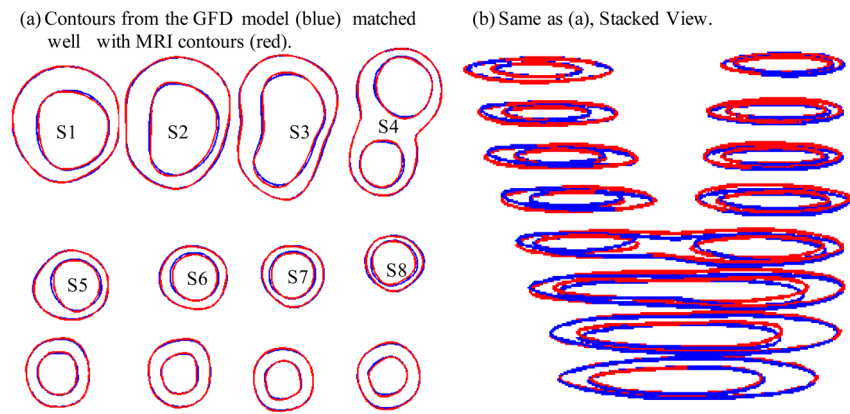 (a) Contours from the GFD model (blue) matched
well with MRI contours (red).
(b) Same as (a), Stacked View.
S1 S2 S3 S4
S5 S6 S7 S8